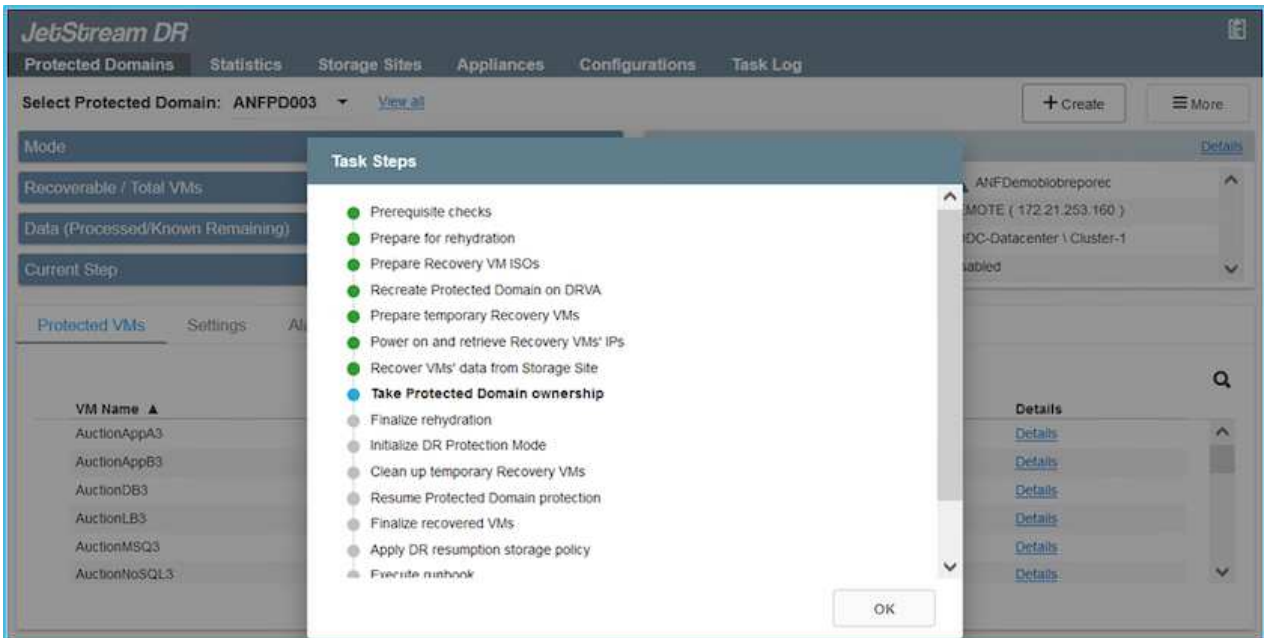 JetStream DR
Protected Domains Statistics Storage Sites Appliances Configurations Task Log
Select Protected Domain: ANFPD003 View all + Create More
Mode Details
Recoverable / Total VMs
Data (Processed/Known Remaining)
Current Step
ANFDemoblobreporec
MOTE ( 172.21.253.160 )
DC-Datacenter \ Cluster-1
Task Steps
Prerequisite checks
Prepare for rehydration
Prepare Recovery VM ISOs
Recreate Protected Domain on DRVA
Prepare temporary Recovery VMs
Power on and retrieve Recovery VMs' IPs
Recover VMs' data from Storage Site
Take Protected Domain ownership
Finalize rehydration
Initialize DR Protection Mode
Clean up temporary Recovery VMs
Resume Protected Domain protection
Finalize recovered VMs
Apply DR resumption storage policy
Execute runbook
OK
Protected VMs Settings
VM Name ▲ Details
AuctionAppA3 Details
AuctionAppB3 Details
AuctionDB3 Details
AuctionLB3 Details
AuctionMSQ3 Details
AuctionNoSQL3 Details